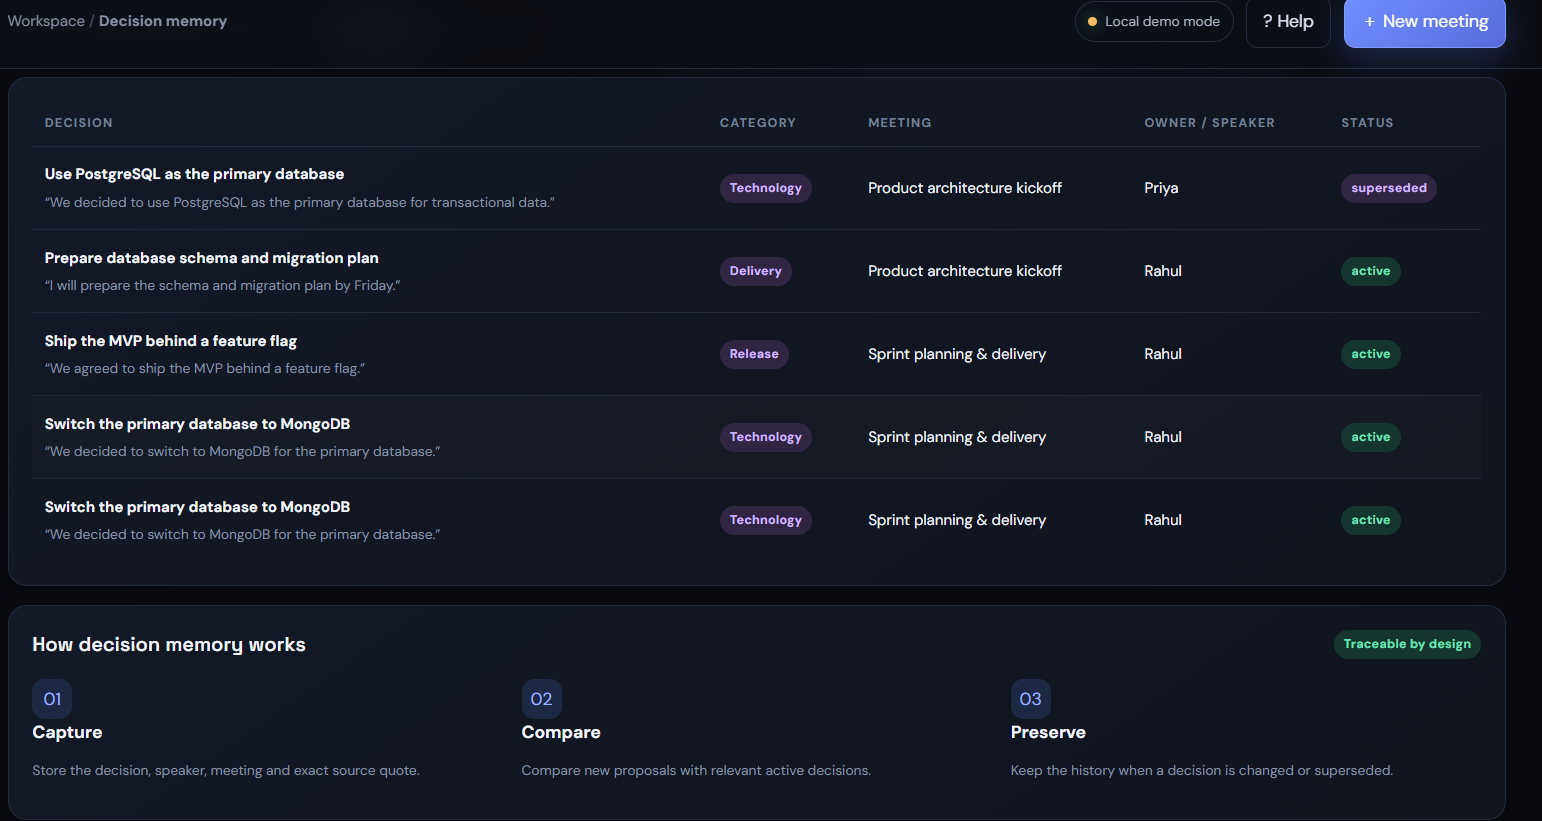 Workspace / Decision memory
Local demo mode
? Help
+ New meeting
DECISION CATEGORY MEETING OWNER / SPEAKER STATUS
Use PostgreSQL as the primary database
“We decided to use PostgreSQL as the primary database for transactional data.”
Technology Product architecture kickoff Priya superseded
Prepare database schema and migration plan
“I will prepare the schema and migration plan by Friday.”
Delivery Product architecture kickoff Rahul active
Ship the MVP behind a feature flag
“We agreed to ship the MVP behind a feature flag.”
Release Sprint planning & delivery Rahul active
Switch the primary database to MongoDB
“We decided to switch to MongoDB for the primary database.”
Technology Sprint planning & delivery Rahul active
Switch the primary database to MongoDB
“We decided to switch to MongoDB for the primary database.”
Technology Sprint planning & delivery Rahul active
How decision memory works
Traceable by design
01
Capture
Store the decision, speaker, meeting and exact source quote.
02
Compare
Compare new proposals with relevant active decisions.
03
Preserve
Keep the history when a decision is changed or superseded.